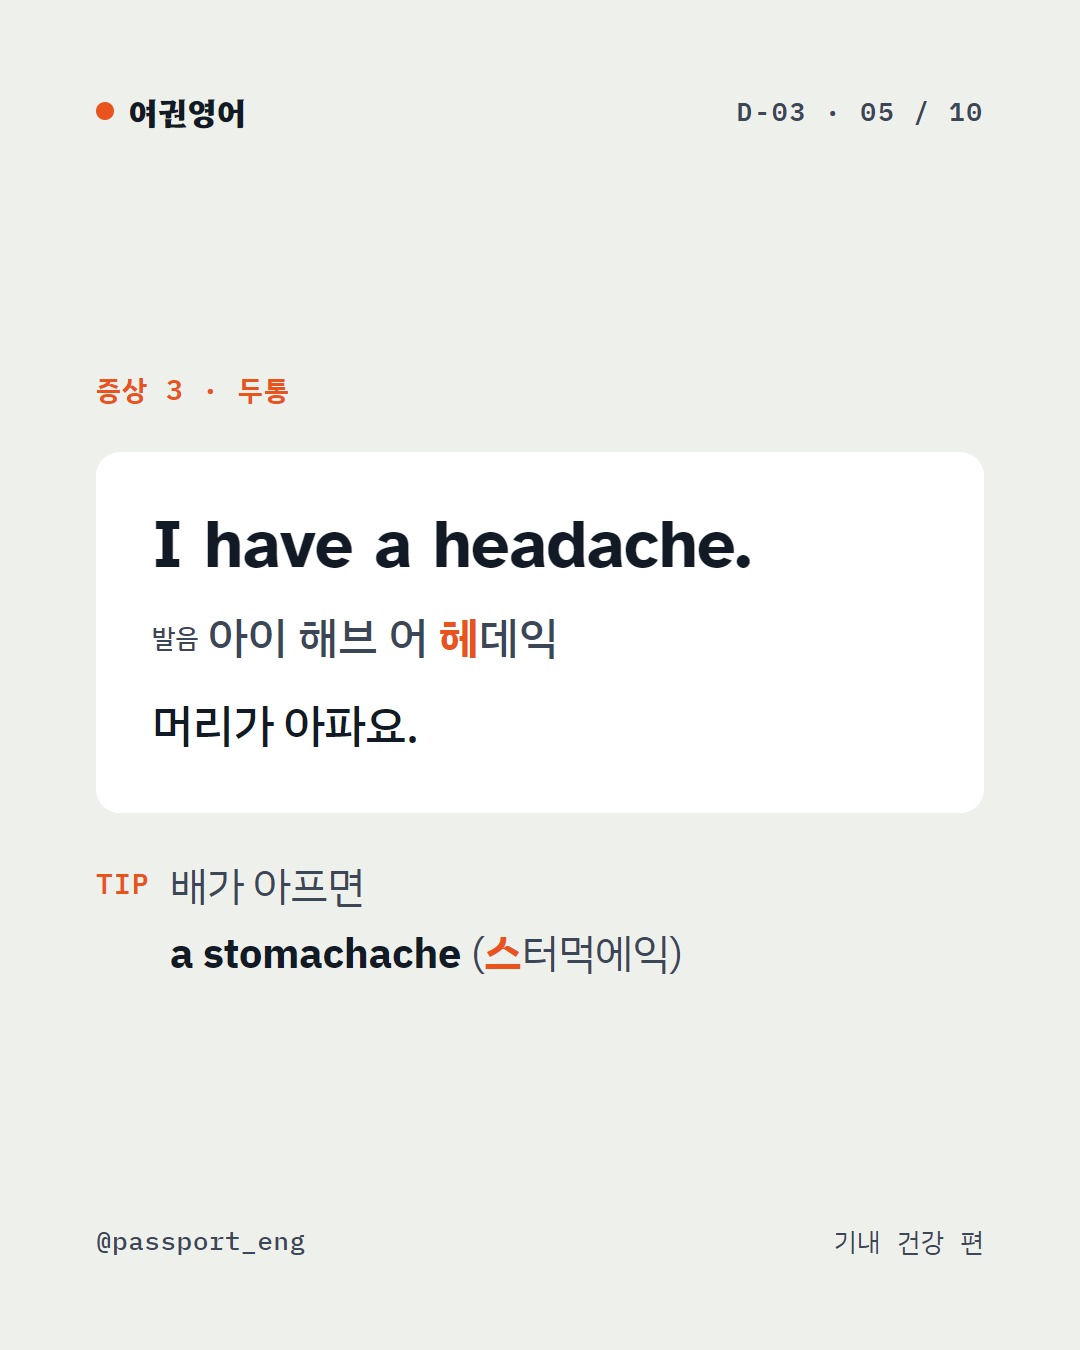 여권영어
D-03 · 05 / 10
증상 3 · 두통
I have a headache.
발음 아이 해브 어 헤데익
머리가 아파요.
TIP 배가 아프면
a stomachache (스터먹에익)
@passport_eng
기내 건강 편